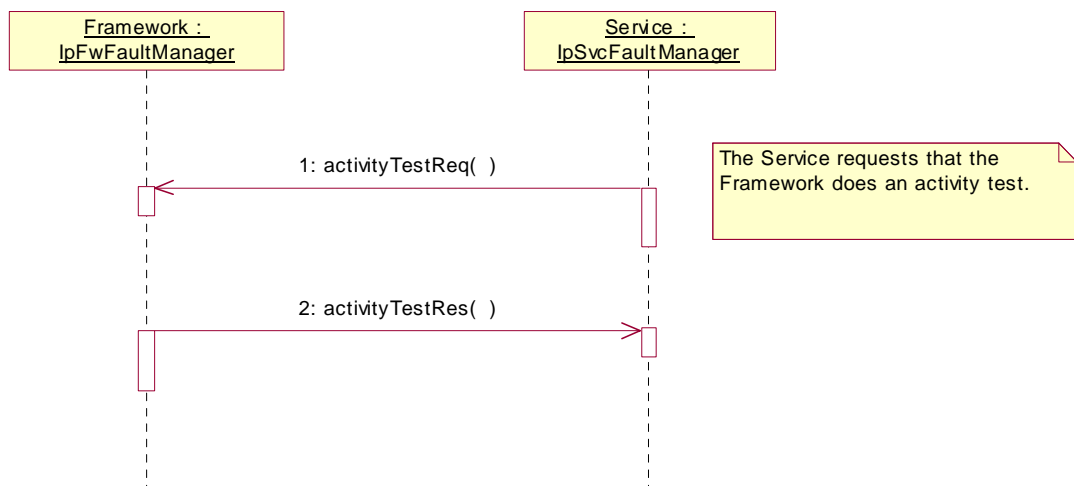 Framework :
IpFwFaultManager
Service :
IpSvcFaultManager
1: activityTestReq( )
The Service requests that the
Framework does an activity test.
2: activityTestRes( )